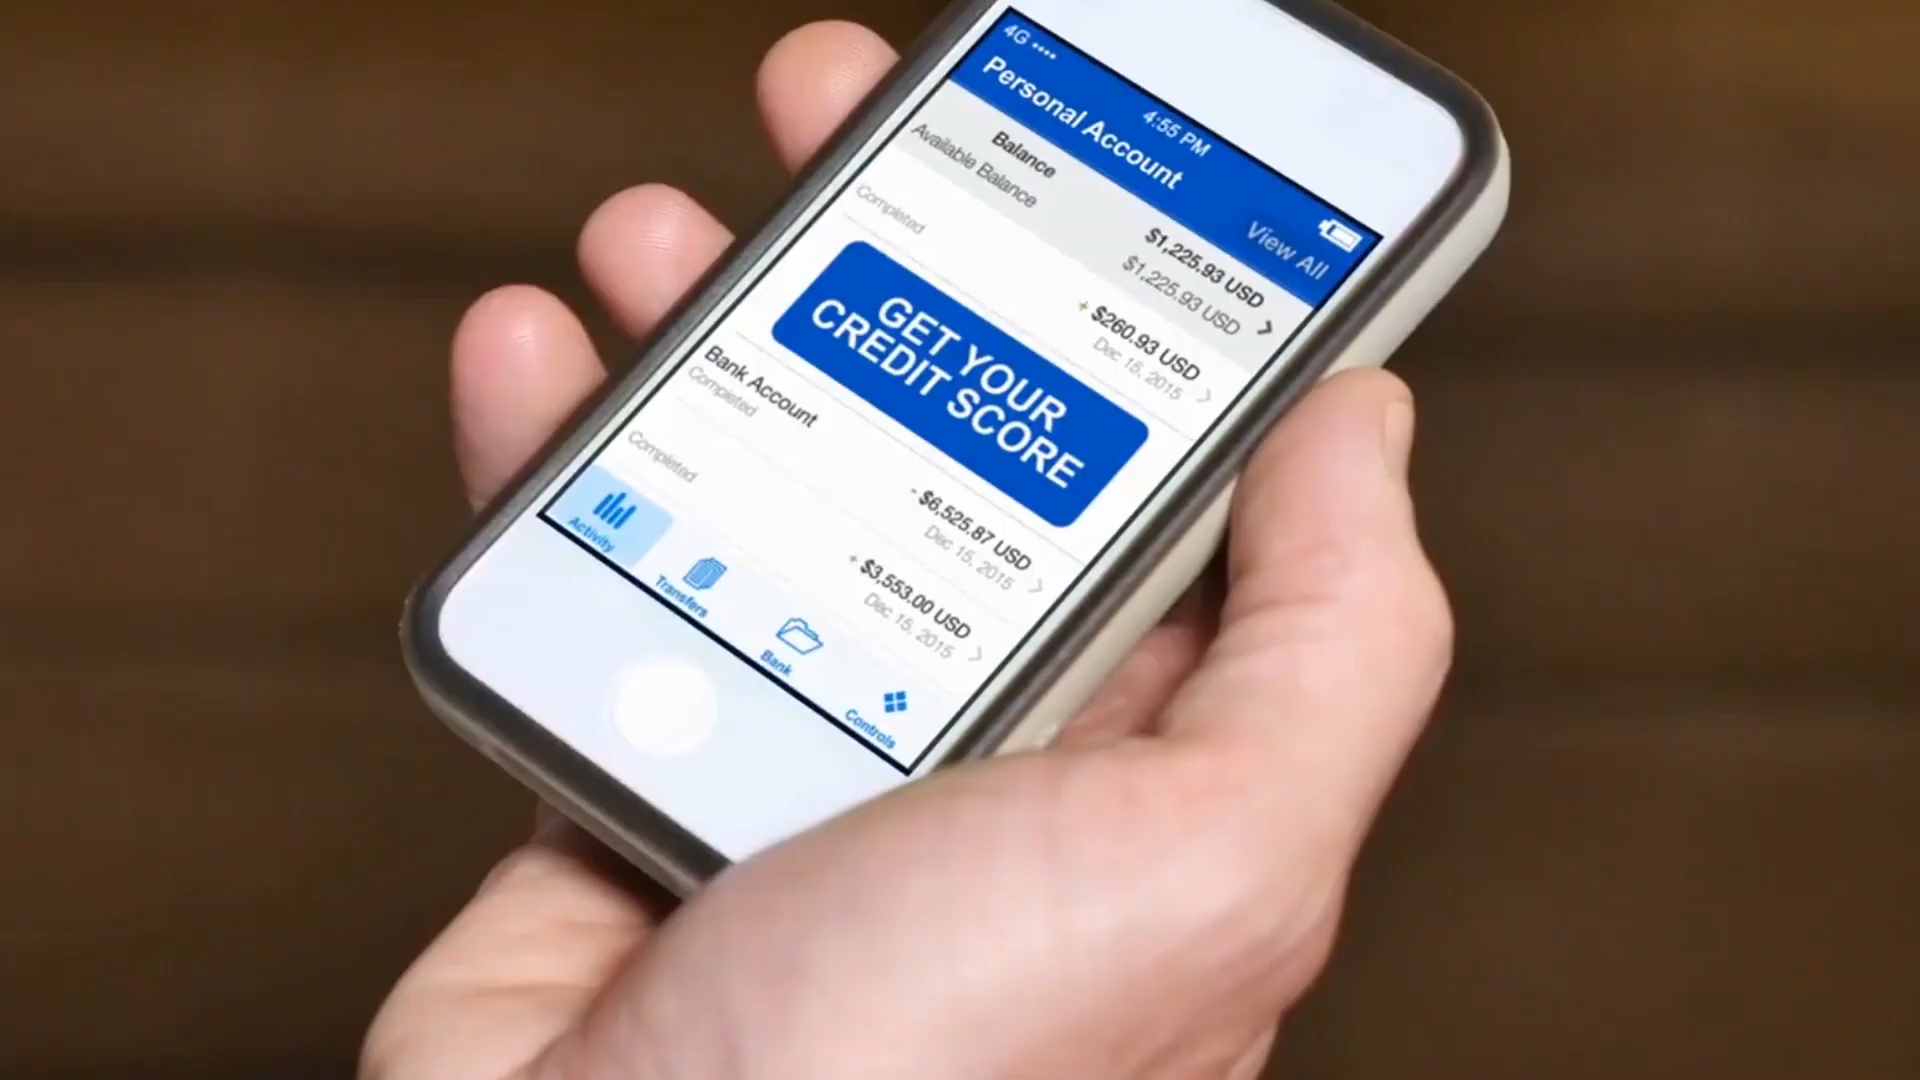 4G
4:55 PM
Personal Account
View All
Balance
$1,225.93 USD
Available Balance
$1,225.93 USD
+ $260.93 USD
Completed
Dec 15, 2015
GET YOUR
CREDIT SCORE
Bank Account
- $6,525.87 USD
Completed
Dec 15, 2015
+ $3,553.00 USD
Completed
Dec 15, 2015
Activity
Transfers
Bank
Controls